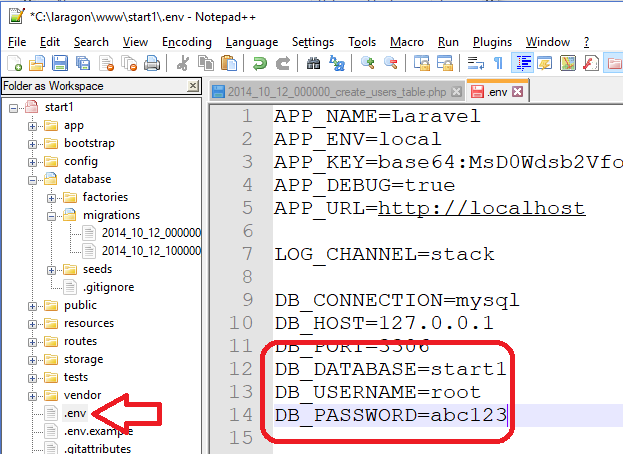 *C:\laragon\www\start1\.env - Notepad++
File Edit Search View Encoding Language Settings Tools Macro Run Plugins Window ?
Folder as Workspace
start1
app
bootstrap
config
database
factories
migrations
2014_10_12_000000
2014_10_12_100000
seeds
.gitignore
public
resources
routes
storage
tests
vendor
.env
.env.example
.gitattributes
2014_10_12_000000_create_users_table.php .env
1 APP_NAME=Laravel
2 APP_ENV=local
3 APP_KEY=base64:MsD0Wdsb2Vfo
4 APP_DEBUG=true
5 APP_URL=http://localhost
6
7 LOG_CHANNEL=stack
8
9 DB_CONNECTION=mysql
10 DB_HOST=127.0.0.1
11 DB_PORT=3306
12 DB_DATABASE=start1
13 DB_USERNAME=root
14 DB_PASSWORD=abc123
15